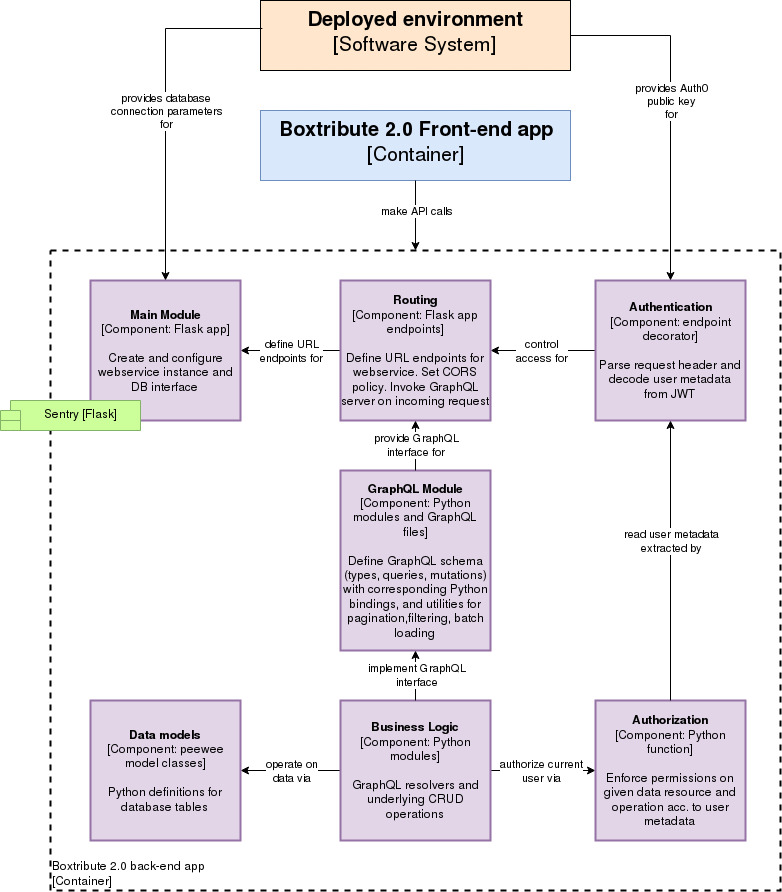 Deployed environment
[Software System]
provides database
connection parameters
for
provides Auth0
public key
for
Boxtribute 2.0 Front-end app
[Container]
make API calls
Main Module
[Component: Flask app]
Create and configure
webservice instance and
DB interface
Sentry [Flask]
define URL
endpoints for
Routing
[Component: Flask app
endpoints]
Define URL endpoints for
webservice. Set CORS
policy. Invoke GraphQL
server on incoming request
control
access for
Authentication
[Component: endpoint
decorator]
Parse request header and
decode user metadata
from JWT
provide GraphQL
interface for
GraphQL Module
[Component: Python
modules and GraphQL
files]
Define GraphQL schema
(types, queries, mutations)
with corresponding Python
bindings, and utilities for
pagination,filtering, batch
loading
read user metadata
extracted by
implement GraphQL
interface
Data models
[Component: peewee
model classes]
Python definitions for
database tables
operate on
data via
Business Logic
[Component: Python
modules]
GraphQL resolvers and
underlying CRUD
operations
authorize current
user via
Authorization
[Component: Python
function]
Enforce permissions on
given data resource and
operation acc. to user
metadata
Boxtribute 2.0 back-end app
[Container]